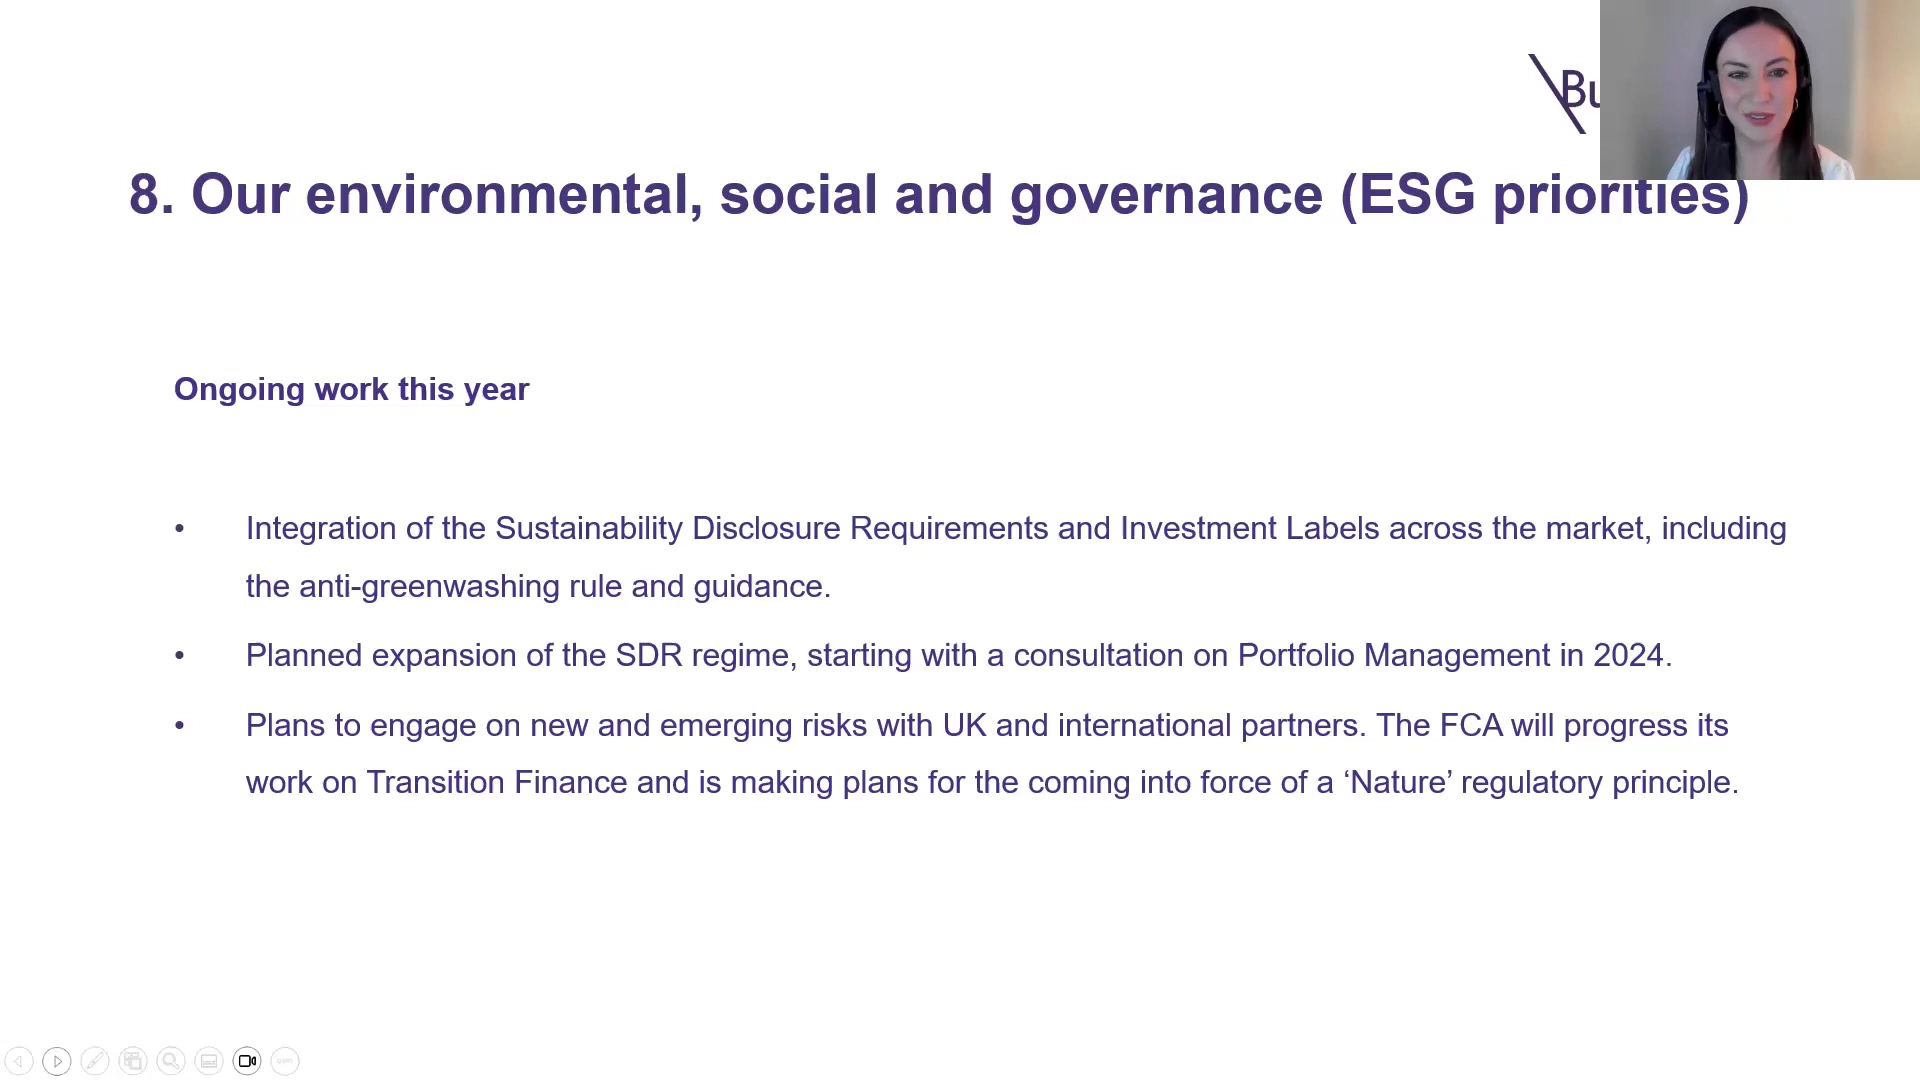 8. Our environmental, social and governance (ESG priorities)
Ongoing work this year
• Integration of the Sustainability Disclosure Requirements and Investment Labels across the market, including
the anti-greenwashing rule and guidance.
• Planned expansion of the SDR regime, starting with a consultation on Portfolio Management in 2024.
• Plans to engage on new and emerging risks with UK and international partners. The FCA will progress its
work on Transition Finance and is making plans for the coming into force of a ‘Nature’ regulatory principle.